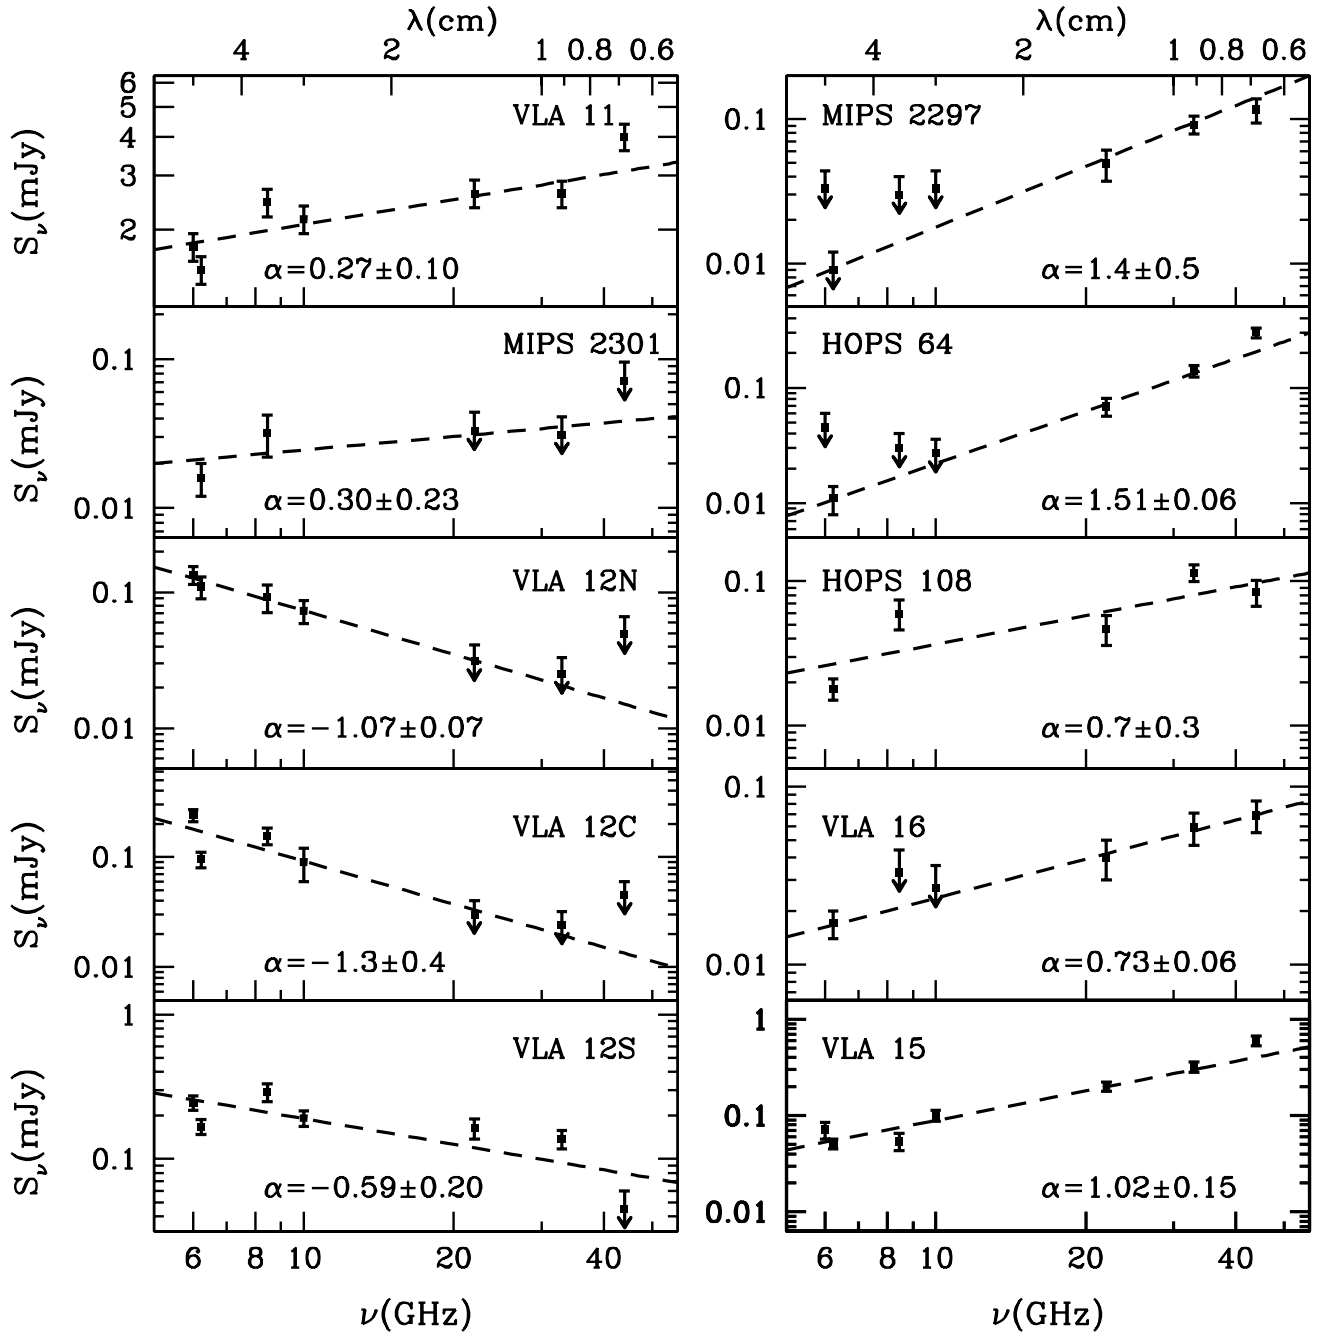 λ(cm)
4 2 1 0.8 0.6
λ(cm)
4 2 1 0.8 0.6
S_ν(mJy)
6
5
4
3
2
VLA 11
α=0.27±0.10
0.1
0.01
MIPS 2297
α=1.4±0.5
S_ν(mJy)
0.1
0.01
MIPS 2301
α=0.30±0.23
0.1
0.01
HOPS 64
α=1.51±0.06
S_ν(mJy)
0.1
0.01
VLA 12N
α=−1.07±0.07
0.1
0.01
HOPS 108
α=0.7±0.3
S_ν(mJy)
0.1
0.01
VLA 12C
α=−1.3±0.4
0.1
0.01
VLA 16
α=0.73±0.06
S_ν(mJy)
1
0.1
VLA 12S
α=−0.59±0.20
1
0.1
0.01
VLA 15
α=1.02±0.15
6 8 10 20 40
6 8 10 20 40
ν(GHz)
ν(GHz)